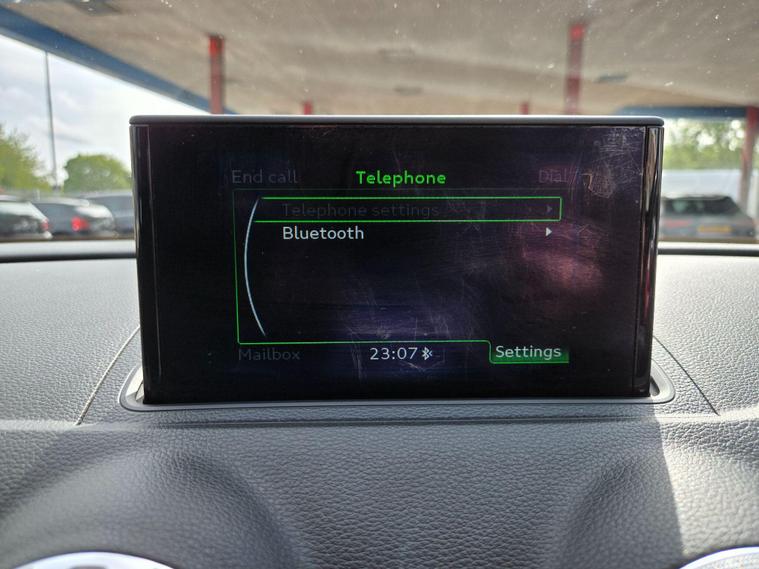 End call Telephone Dial
Telephone settings
Bluetooth
Mailbox 23:07 Settings